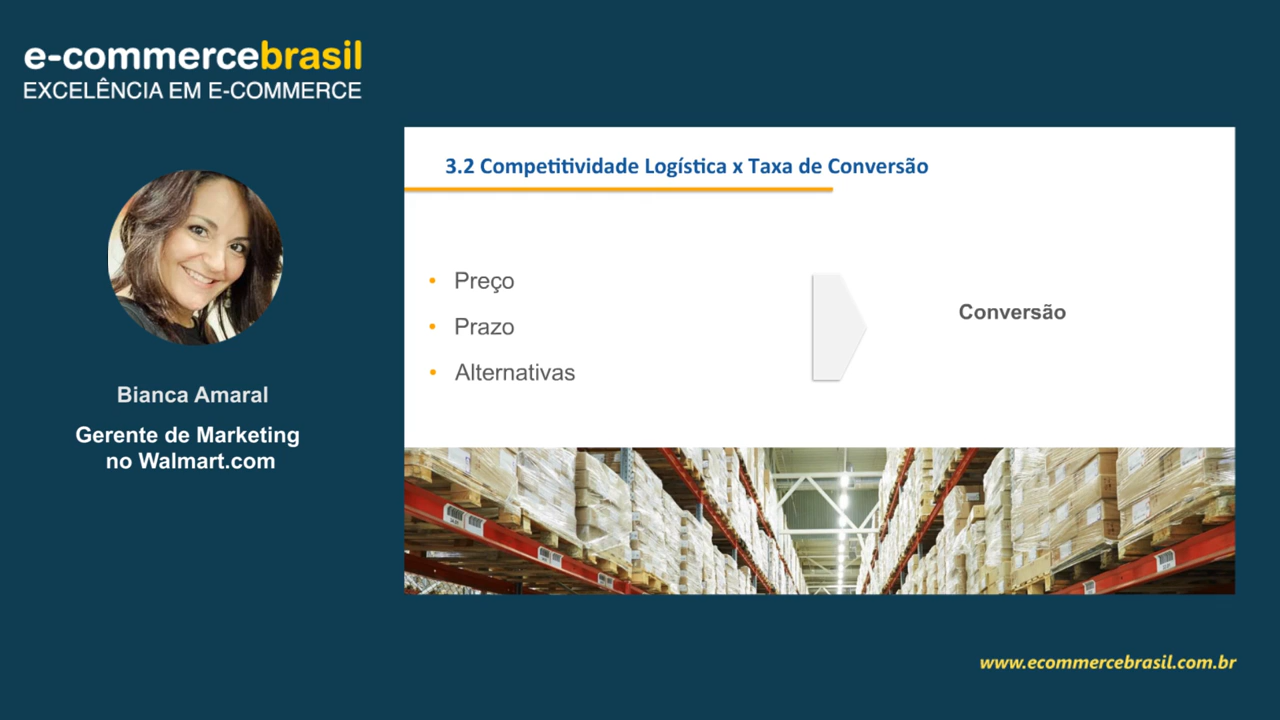 e-commercebrasil
EXCELÊNCIA EM E-COMMERCE
Bianca Amaral
Gerente de Marketing
no Walmart.com
3.2 Competitividade Logística x Taxa de Conversão
• Preço
• Prazo
• Alternativas
Conversão
www.ecommercebrasil.com.br